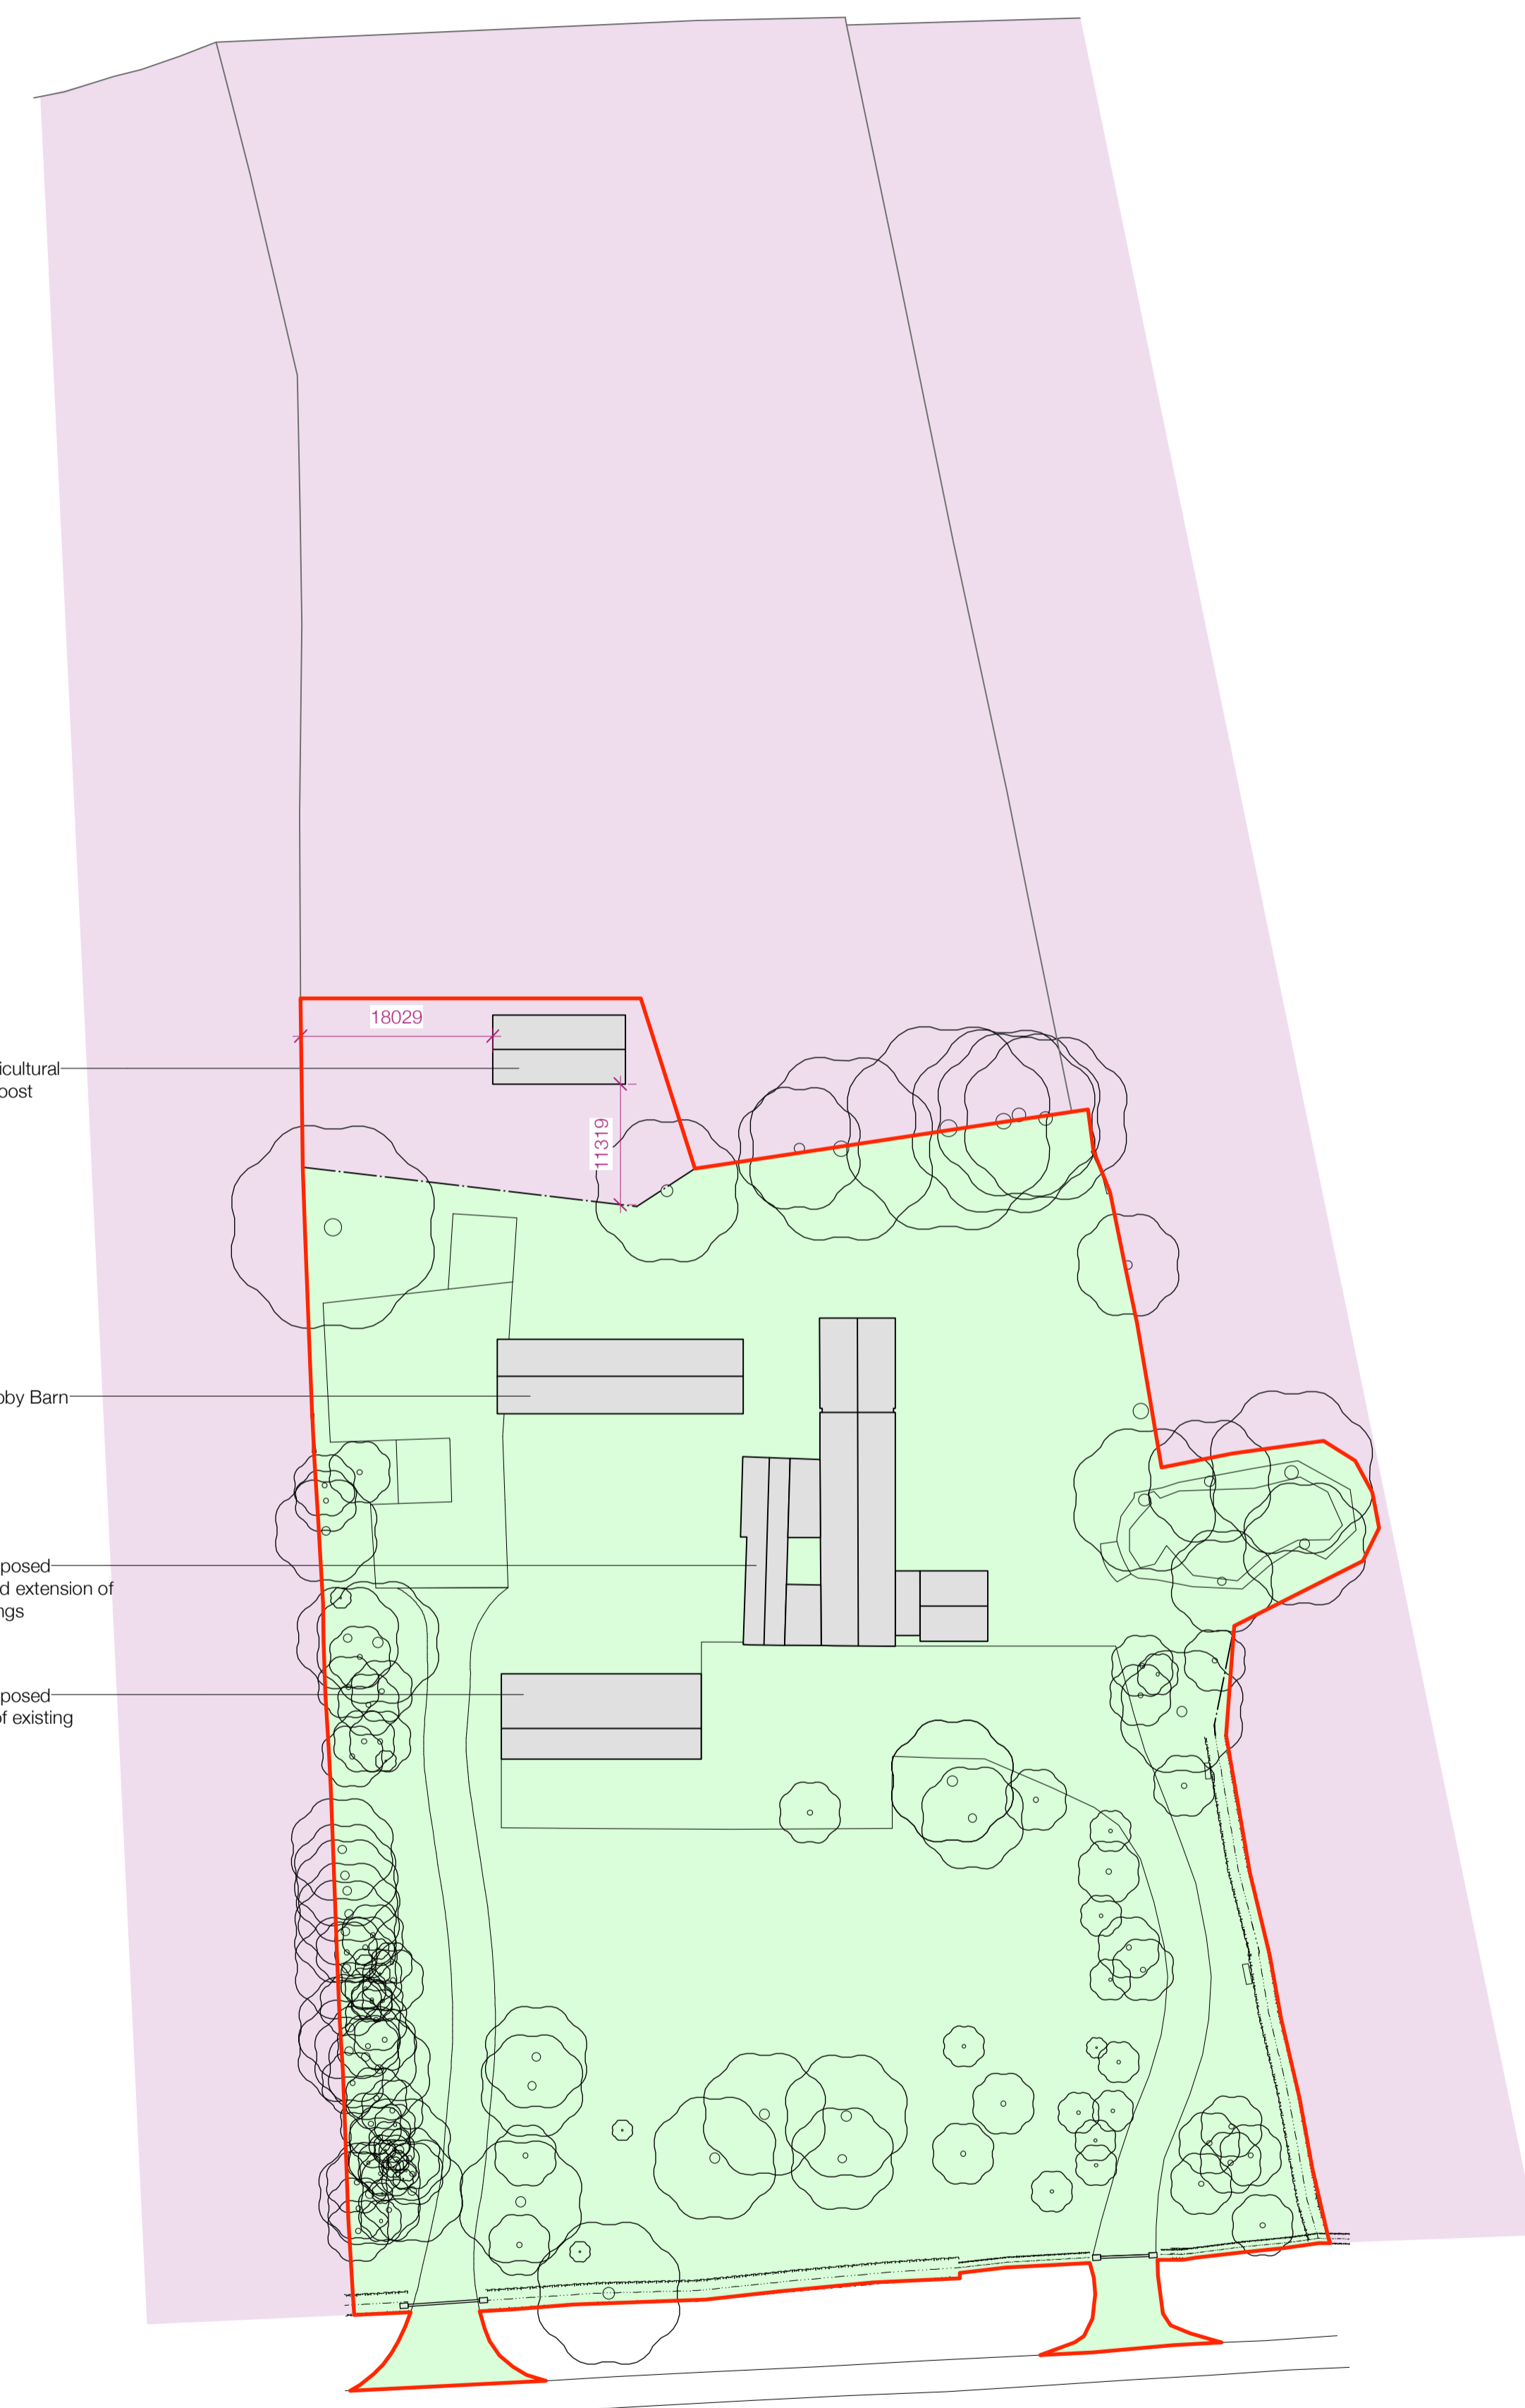 18029
icultural
oost
11319
oby Barn
posed
d extension of
ngs
posed
of existing